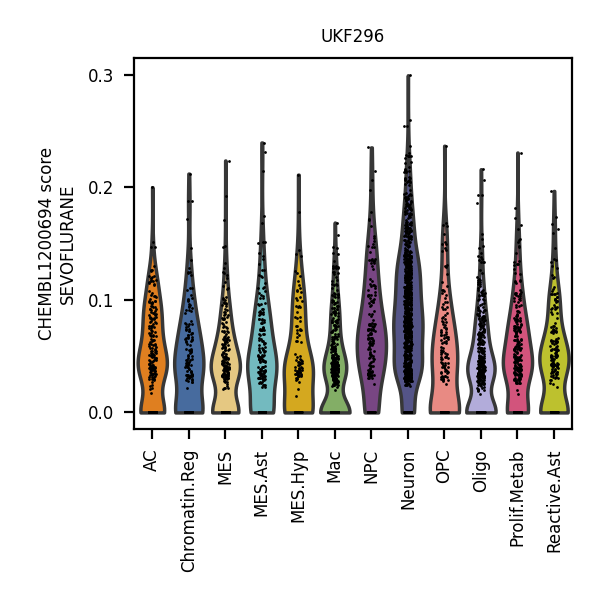 UKF296
CHEMBL1200694 score
SEVOFLURANE
0.3
0.2
0.1
0.0
AC
Chromatin.Reg
MES
MES.Ast
MES.Hyp
Mac
NPC
Neuron
OPC
Oligo
Prolif.Metab
Reactive.Ast